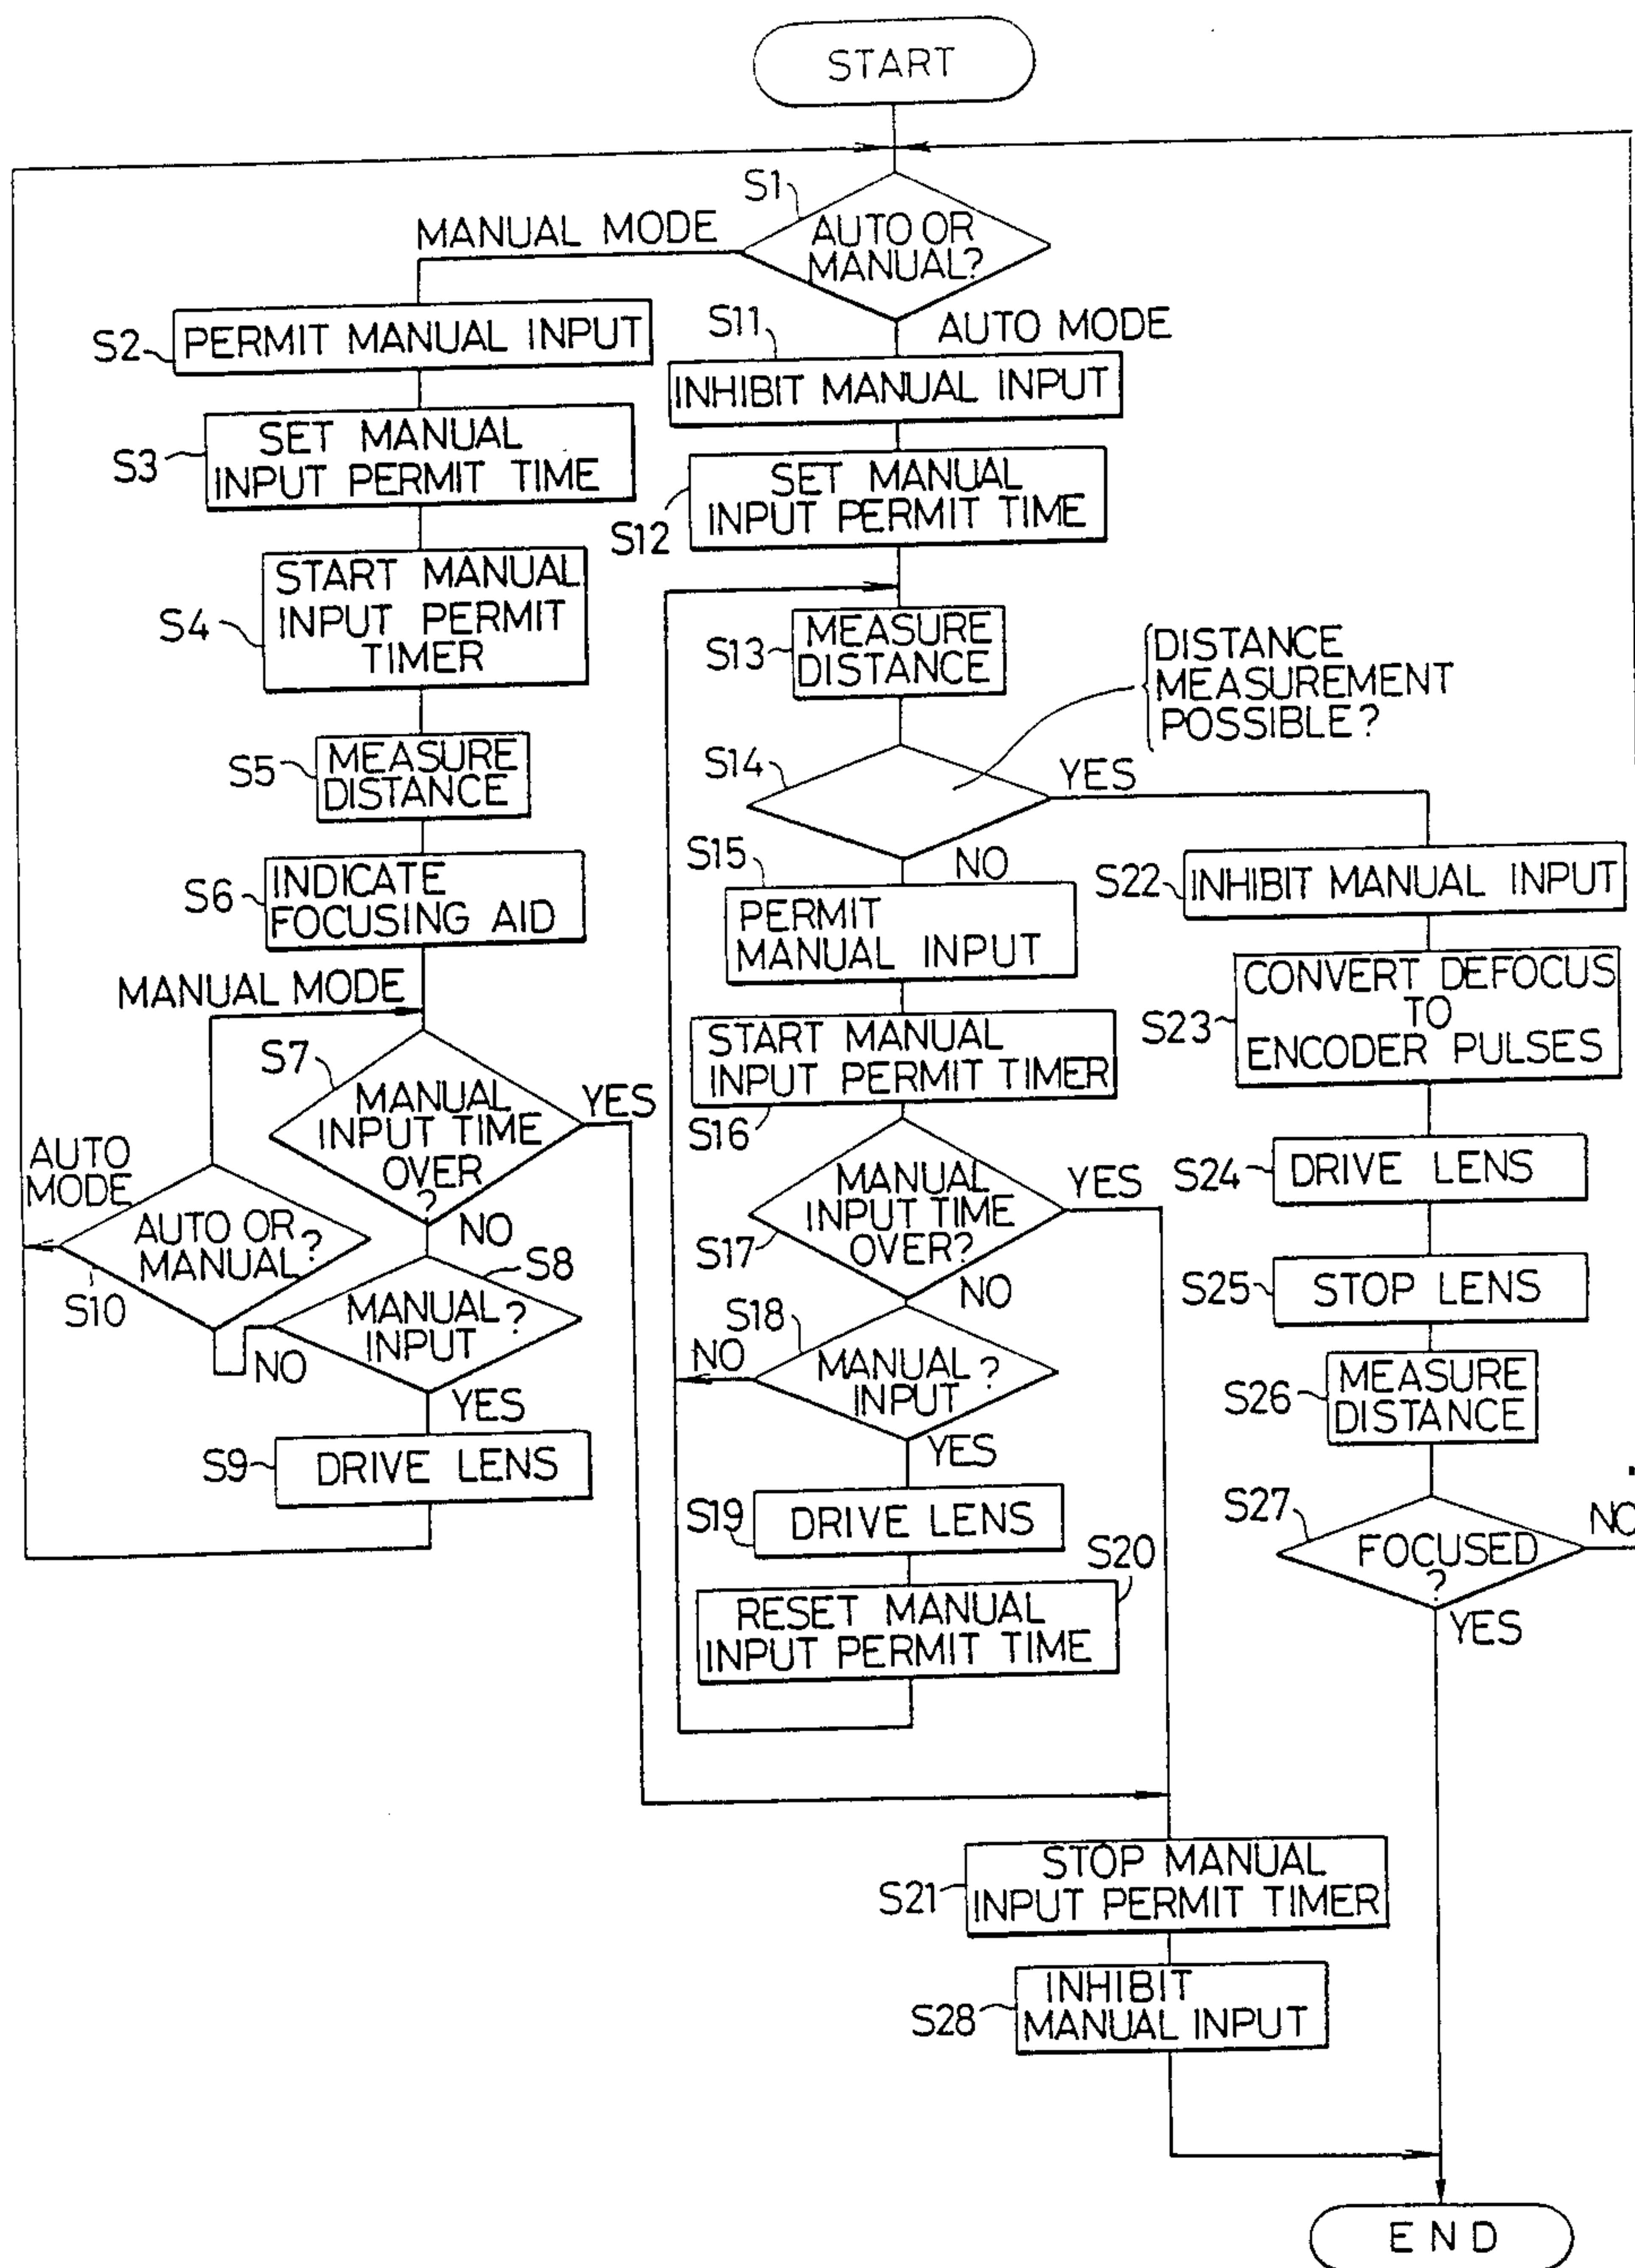 START
S1
AUTO OR
MANUAL?
MANUAL MODE
S2
PERMIT MANUAL INPUT
S3
SET MANUAL
INPUT PERMIT TIME
S4
START MANUAL
INPUT PERMIT
TIMER
S5
MEASURE
DISTANCE
S6
INDICATE
FOCUSING AID
MANUAL MODE
S7
MANUAL
INPUT TIME
OVER
?
YES
NO
S8
MANUAL ?
INPUT
NO
YES
AUTO
MODE
AUTO OR ?
MANUAL
S10
S9
DRIVE LENS
AUTO MODE
S11
INHIBIT MANUAL INPUT
S12
SET MANUAL
INPUT PERMIT TIME
S13
MEASURE
DISTANCE
DISTANCE
MEASUREMENT
POSSIBLE?
S14
YES
NO
S15
PERMIT
MANUAL INPUT
START MANUAL
INPUT PERMIT TIMER
S16
MANUAL
INPUT TIME
OVER?
S17
YES
NO
S18
MANUAL ?
INPUT
NO
YES
S19
DRIVE LENS
S20
RESET MANUAL
INPUT PERMIT TIME
S22
INHIBIT MANUAL INPUT
S23
CONVERT DEFOCUS
TO
ENCODER PULSES
S24
DRIVE LENS
S25
STOP LENS
S26
MEASURE
DISTANCE
S27
FOCUSED
?
NO
YES
S21
STOP MANUAL
INPUT PERMIT TIMER
S28
INHIBIT
MANUAL INPUT
END